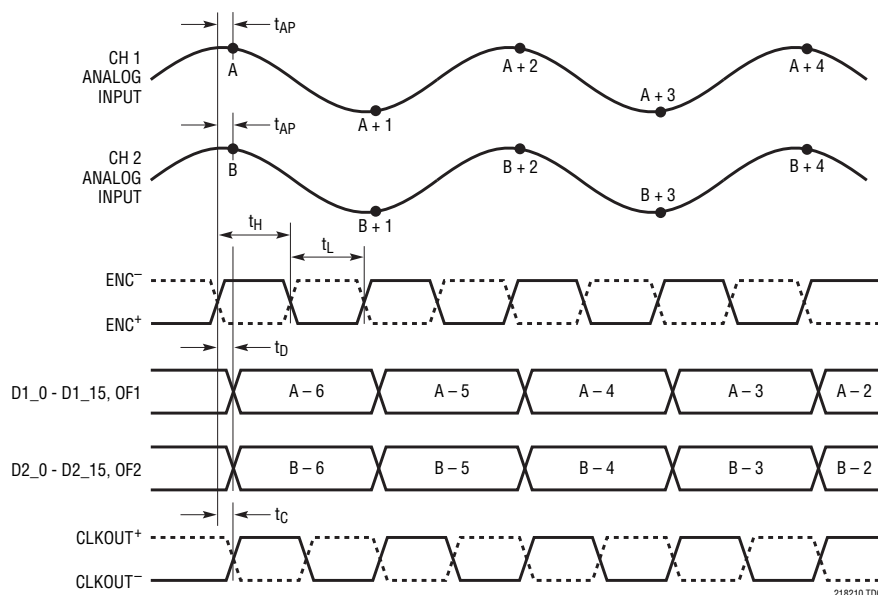 tAP
CH 1
ANALOG
INPUT
A
A + 1
A + 2
A + 3
A + 4
tAP
CH 2
ANALOG
INPUT
B
B + 1
B + 2
B + 3
B + 4
tH
tL
ENC–
ENC+
tD
D1_0 - D1_15, OF1
A – 6
A – 5
A – 4
A – 3
A – 2
D2_0 - D2_15, OF2
B – 6
B – 5
B – 4
B – 3
B – 2
tC
CLKOUT+
CLKOUT–